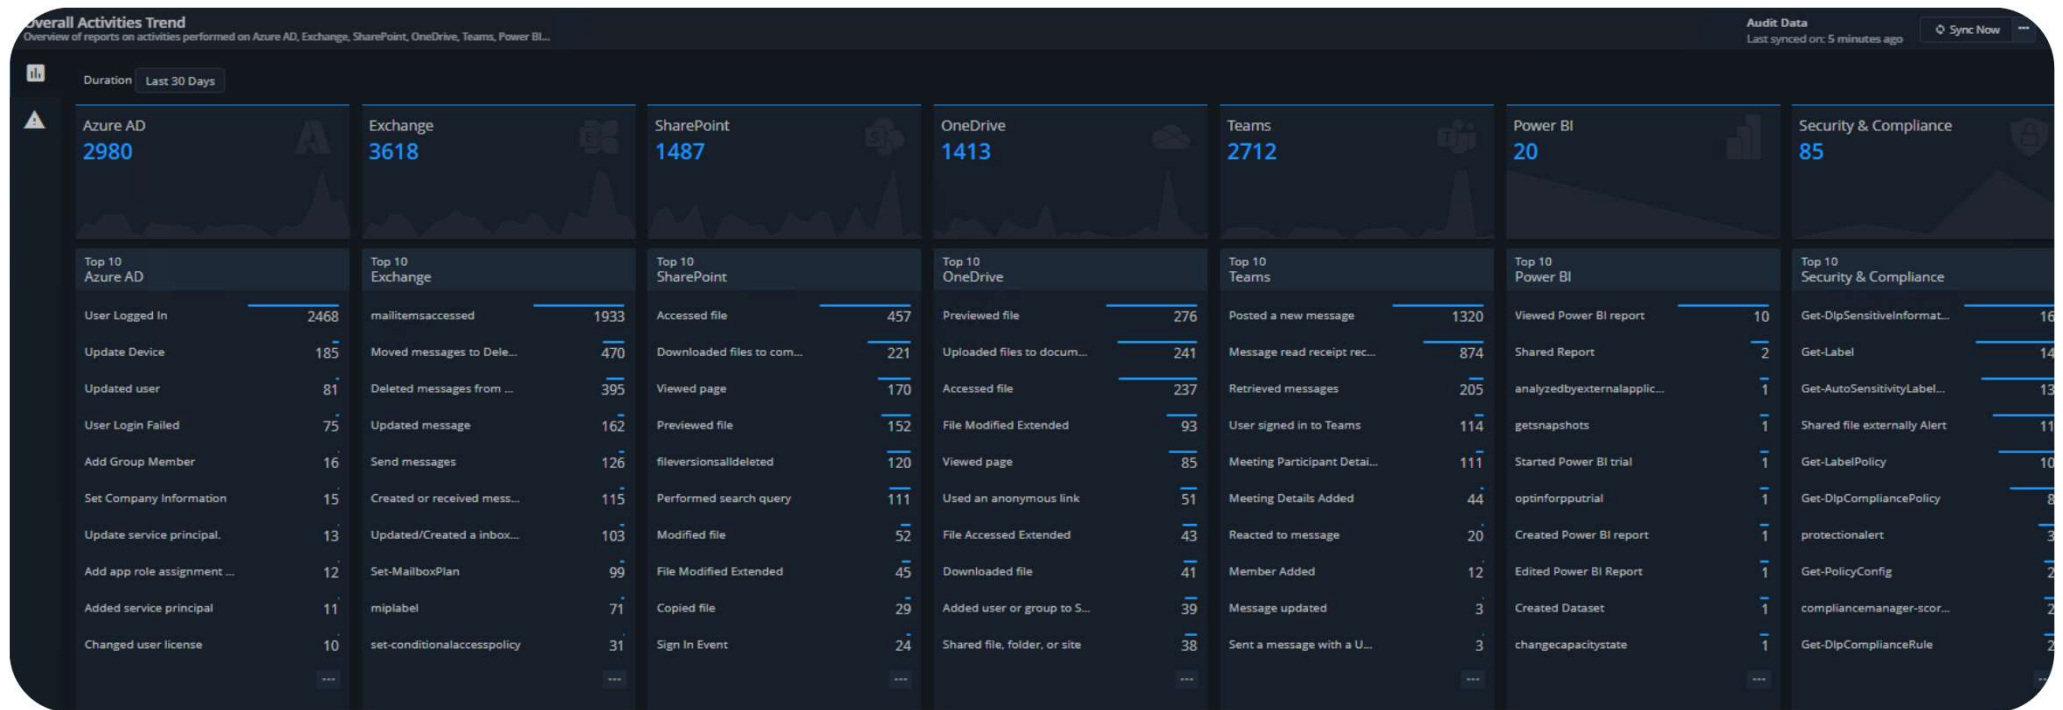 Overall Activities Trend
Overview of reports on activities performed on Azure AD, Exchange, SharePoint, OneDrive, Teams, Power BI...
Audit Data
Last synced on: 5 minutes ago
Sync Now
Duration Last 30 Days
Azure AD
2980
Exchange
3618
SharePoint
1487
OneDrive
1413
Teams
2712
Power BI
20
Security & Compliance
85
Top 10
Azure AD
User Logged In 2468
Update Device 185
Updated user 81
User Login Failed 75
Add Group Member 16
Set Company Information 15
Update service principal. 13
Add app role assignment ... 12
Added service principal 11
Changed user license 10
Top 10
Exchange
mailitemsaccessed 1933
Moved messages to Dele... 470
Deleted messages from ... 395
Updated message 162
Send messages 126
Created or received mess... 115
Updated/Created a inbox... 103
Set-MailboxPlan 99
miplabel 71
set-conditionalaccesspolicy 31
Top 10
SharePoint
Accessed file 457
Downloaded files to com... 221
Viewed page 170
Previewed file 152
fileversionsalldeleted 120
Performed search query 111
Modified file 52
File Modified Extended 45
Copied file 29
Sign In Event 24
Top 10
OneDrive
Previewed file 276
Uploaded files to docum... 241
Accessed file 237
File Modified Extended 93
Viewed page 85
Used an anonymous link 51
File Accessed Extended 43
Downloaded file 41
Added user or group to S... 39
Shared file, folder, or site 38
Top 10
Teams
Posted a new message 1320
Message read receipt rec... 874
Retrieved messages 205
User signed in to Teams 114
Meeting Participant Detai... 111
Meeting Details Added 44
Reacted to message 20
Member Added 12
Message updated 3
Sent a message with a U... 3
Top 10
Power BI
Viewed Power BI report 10
Shared Report 2
analyzedbyexternalapplic... 1
getsnapshots 1
Started Power BI trial 1
optinforpputrial 1
Created Power BI report 1
Edited Power BI Report 1
Created Dataset 1
changecapacitystate 1
Top 10
Security & Compliance
Get-DlpSensitiveInformat... 16
Get-Label 14
Get-AutoSensitivityLabel... 13
Shared file externally Alert 11
Get-LabelPolicy 10
Get-DlpCompliancePolicy 8
protectionalert 3
Get-PolicyConfig 2
compliancemanager-scor... 2
Get-DlpComplianceRule 2